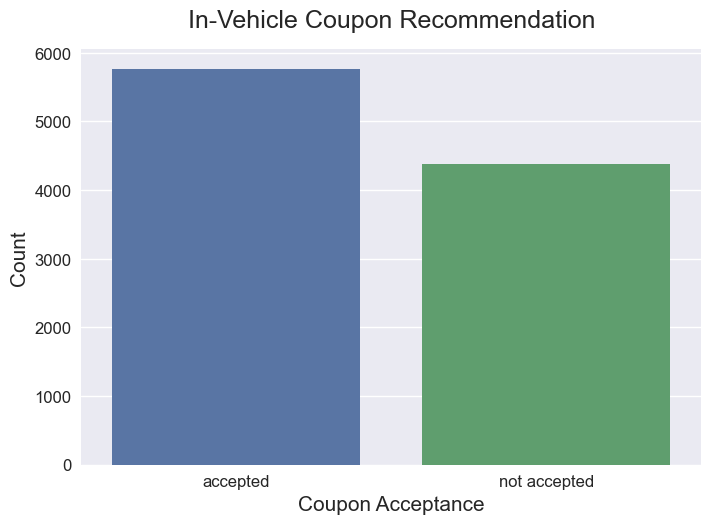 In-Vehicle Coupon Recommendation
6000
5000
4000
3000
2000
1000
0
Count
accepted
not accepted
Coupon Acceptance